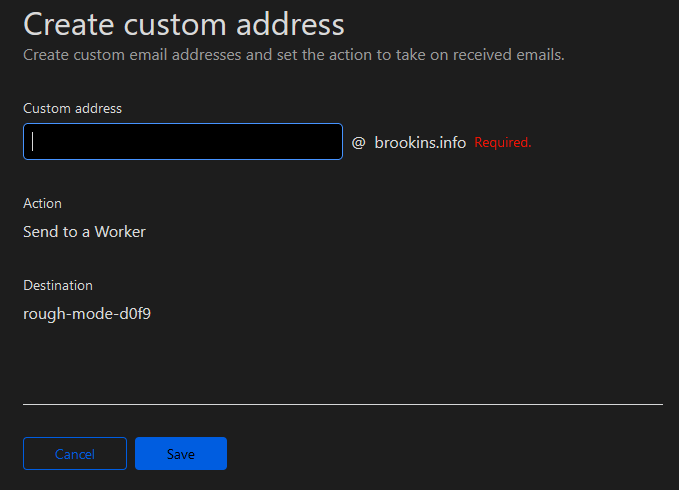 Create custom address
Create custom email addresses and set the action to take on received emails.
Custom address
@ brookins.info Required.
Action
Send to a Worker
Destination
rough-mode-d0f9
Cancel Save